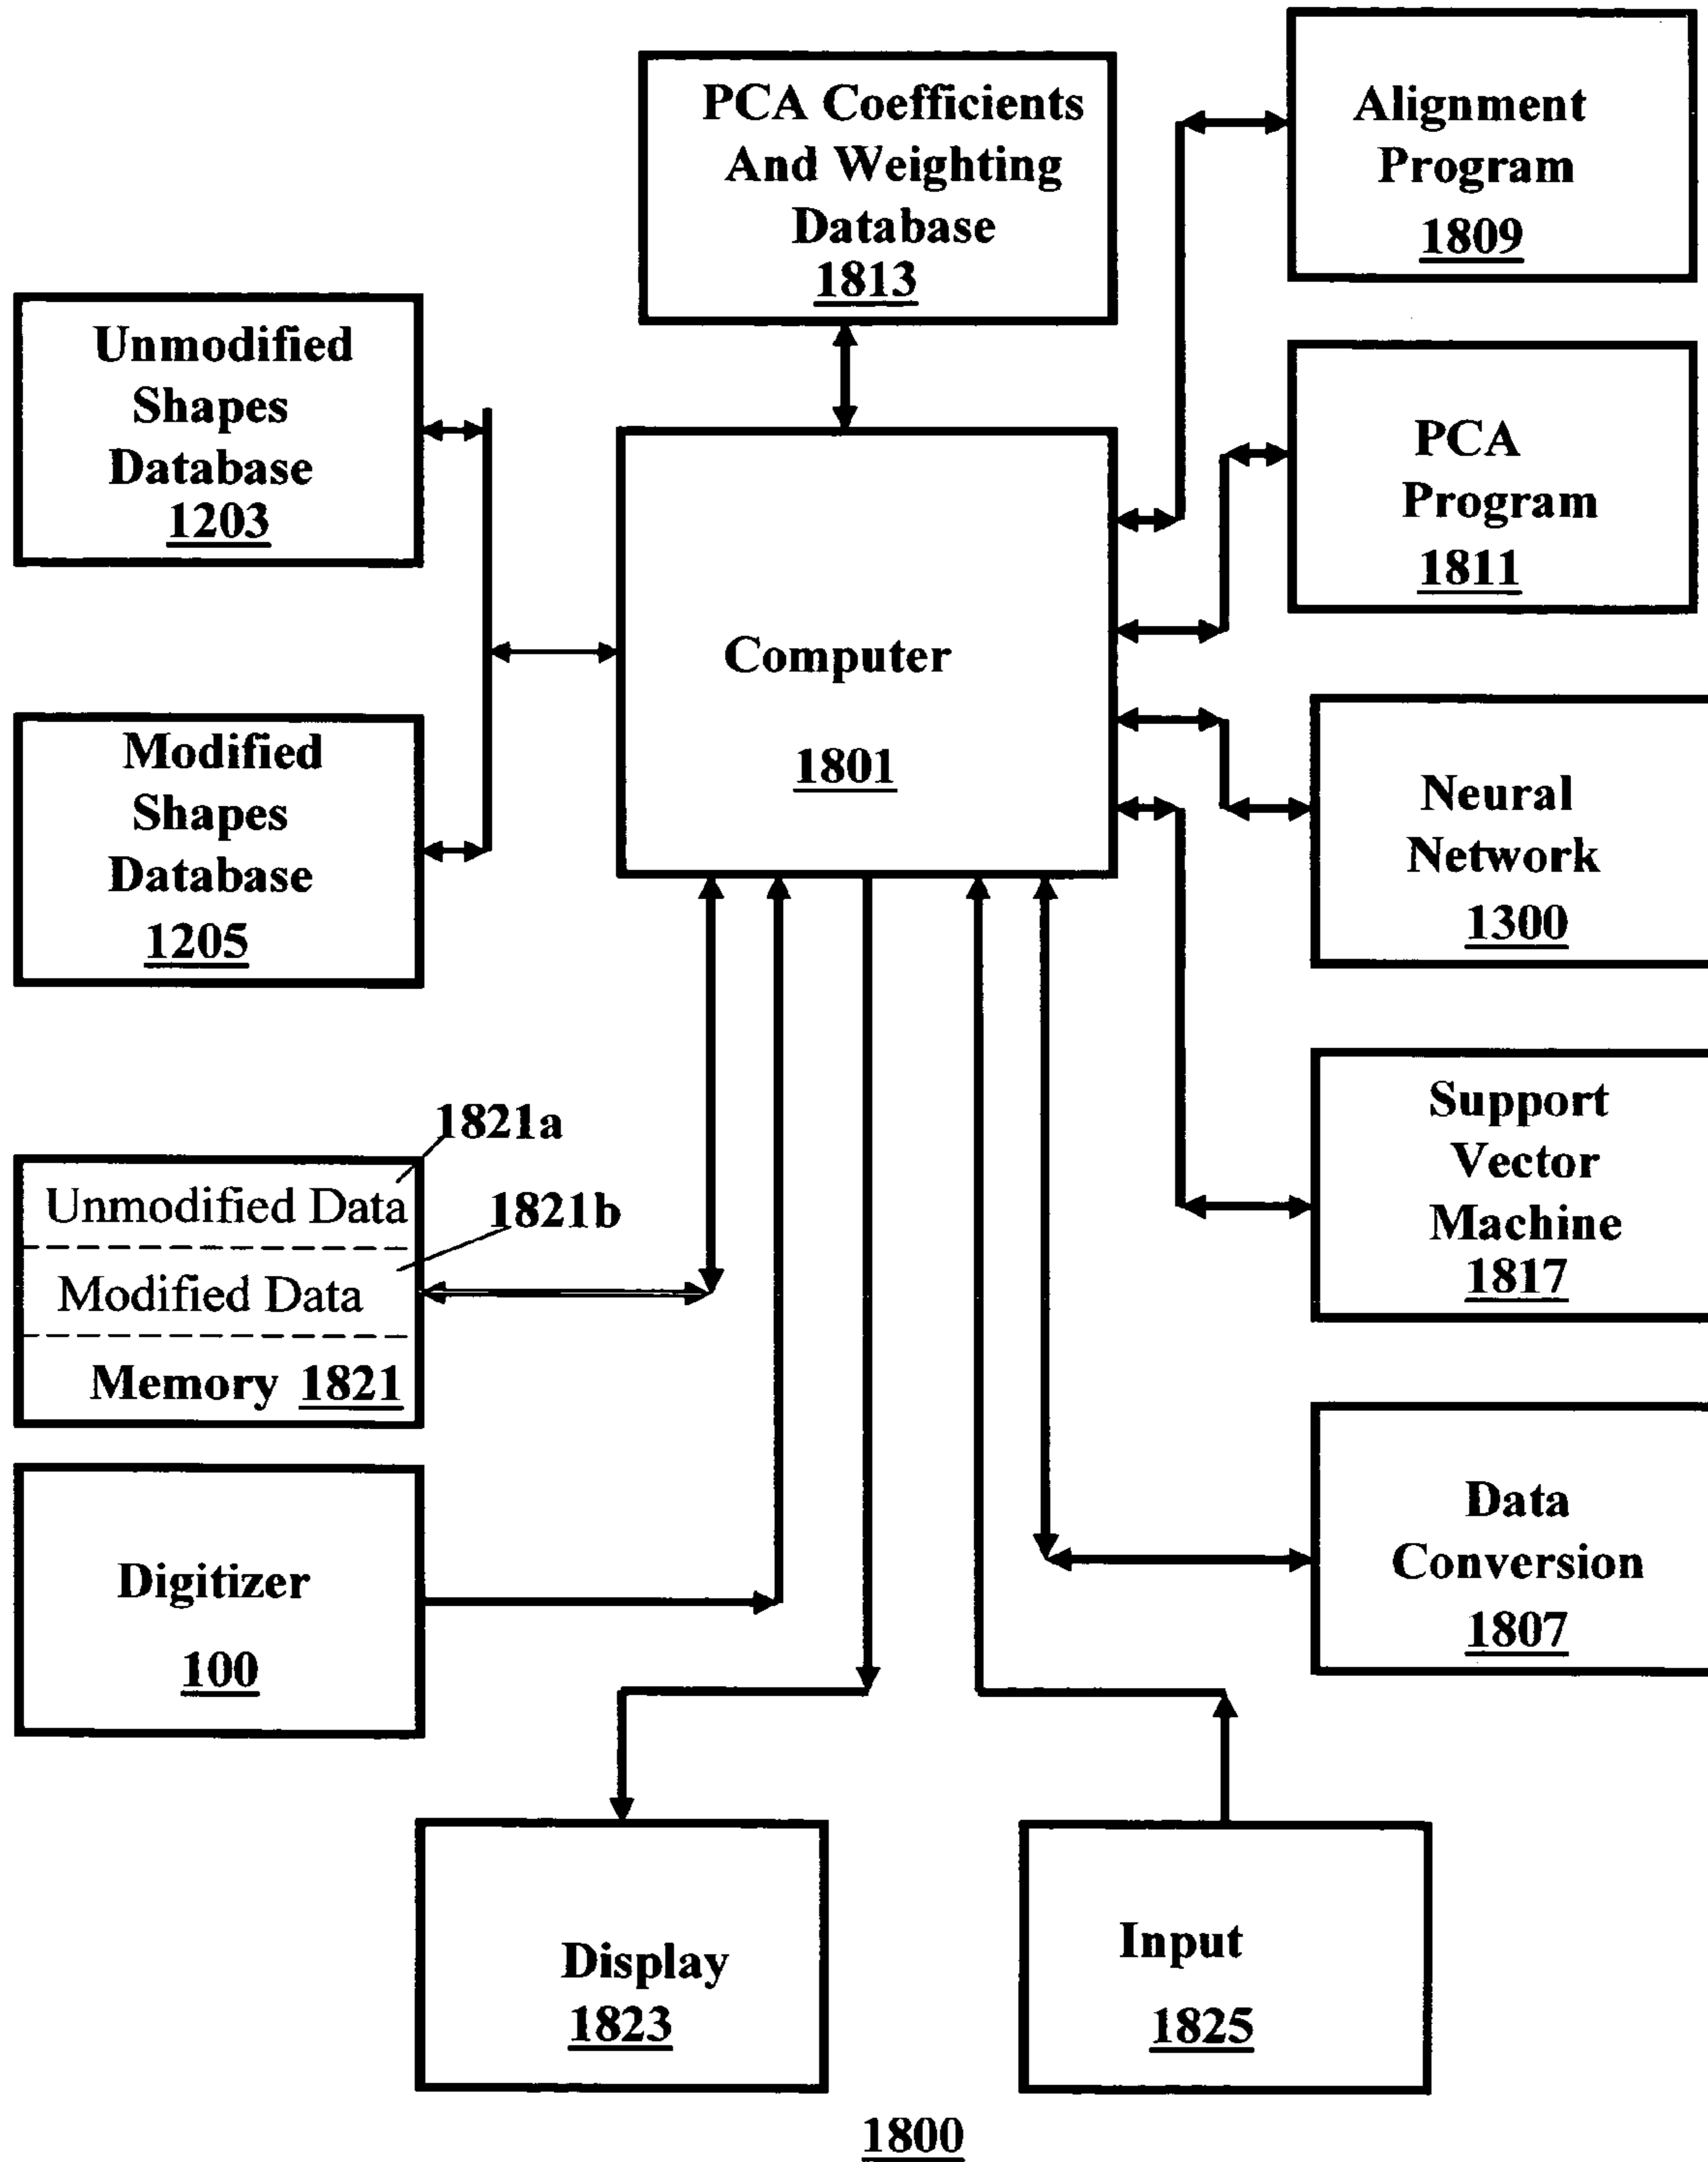 PCA Coefficients
And Weighting
Database
1813
Alignment
Program
1809
Unmodified
Shapes
Database
1203
PCA
Program
1811
Computer
1801
Modified
Shapes
Database
1205
Neural
Network
1300
Support
Vector
Machine
1817
1821a
Unmodified Data
1821b
Modified Data
Memory 1821
Data
Conversion
1807
Digitizer
100
Display
1823
Input
1825
1800